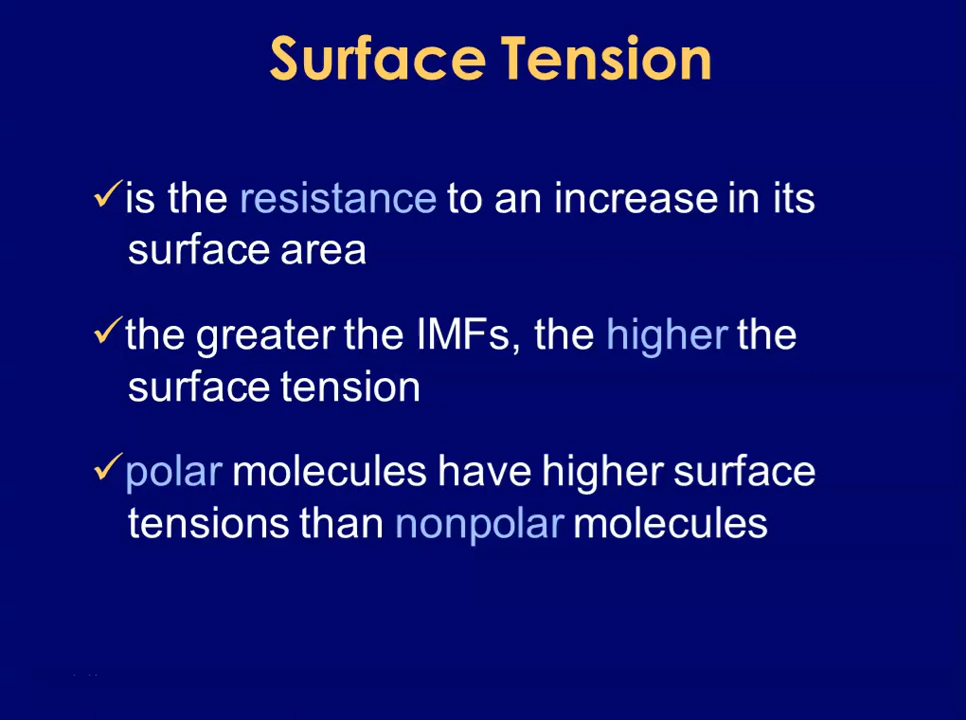 Surface Tension
✓is the resistance to an increase in its
surface area
✓the greater the IMFs, the higher the
surface tension
✓polar molecules have higher surface
tensions than nonpolar molecules